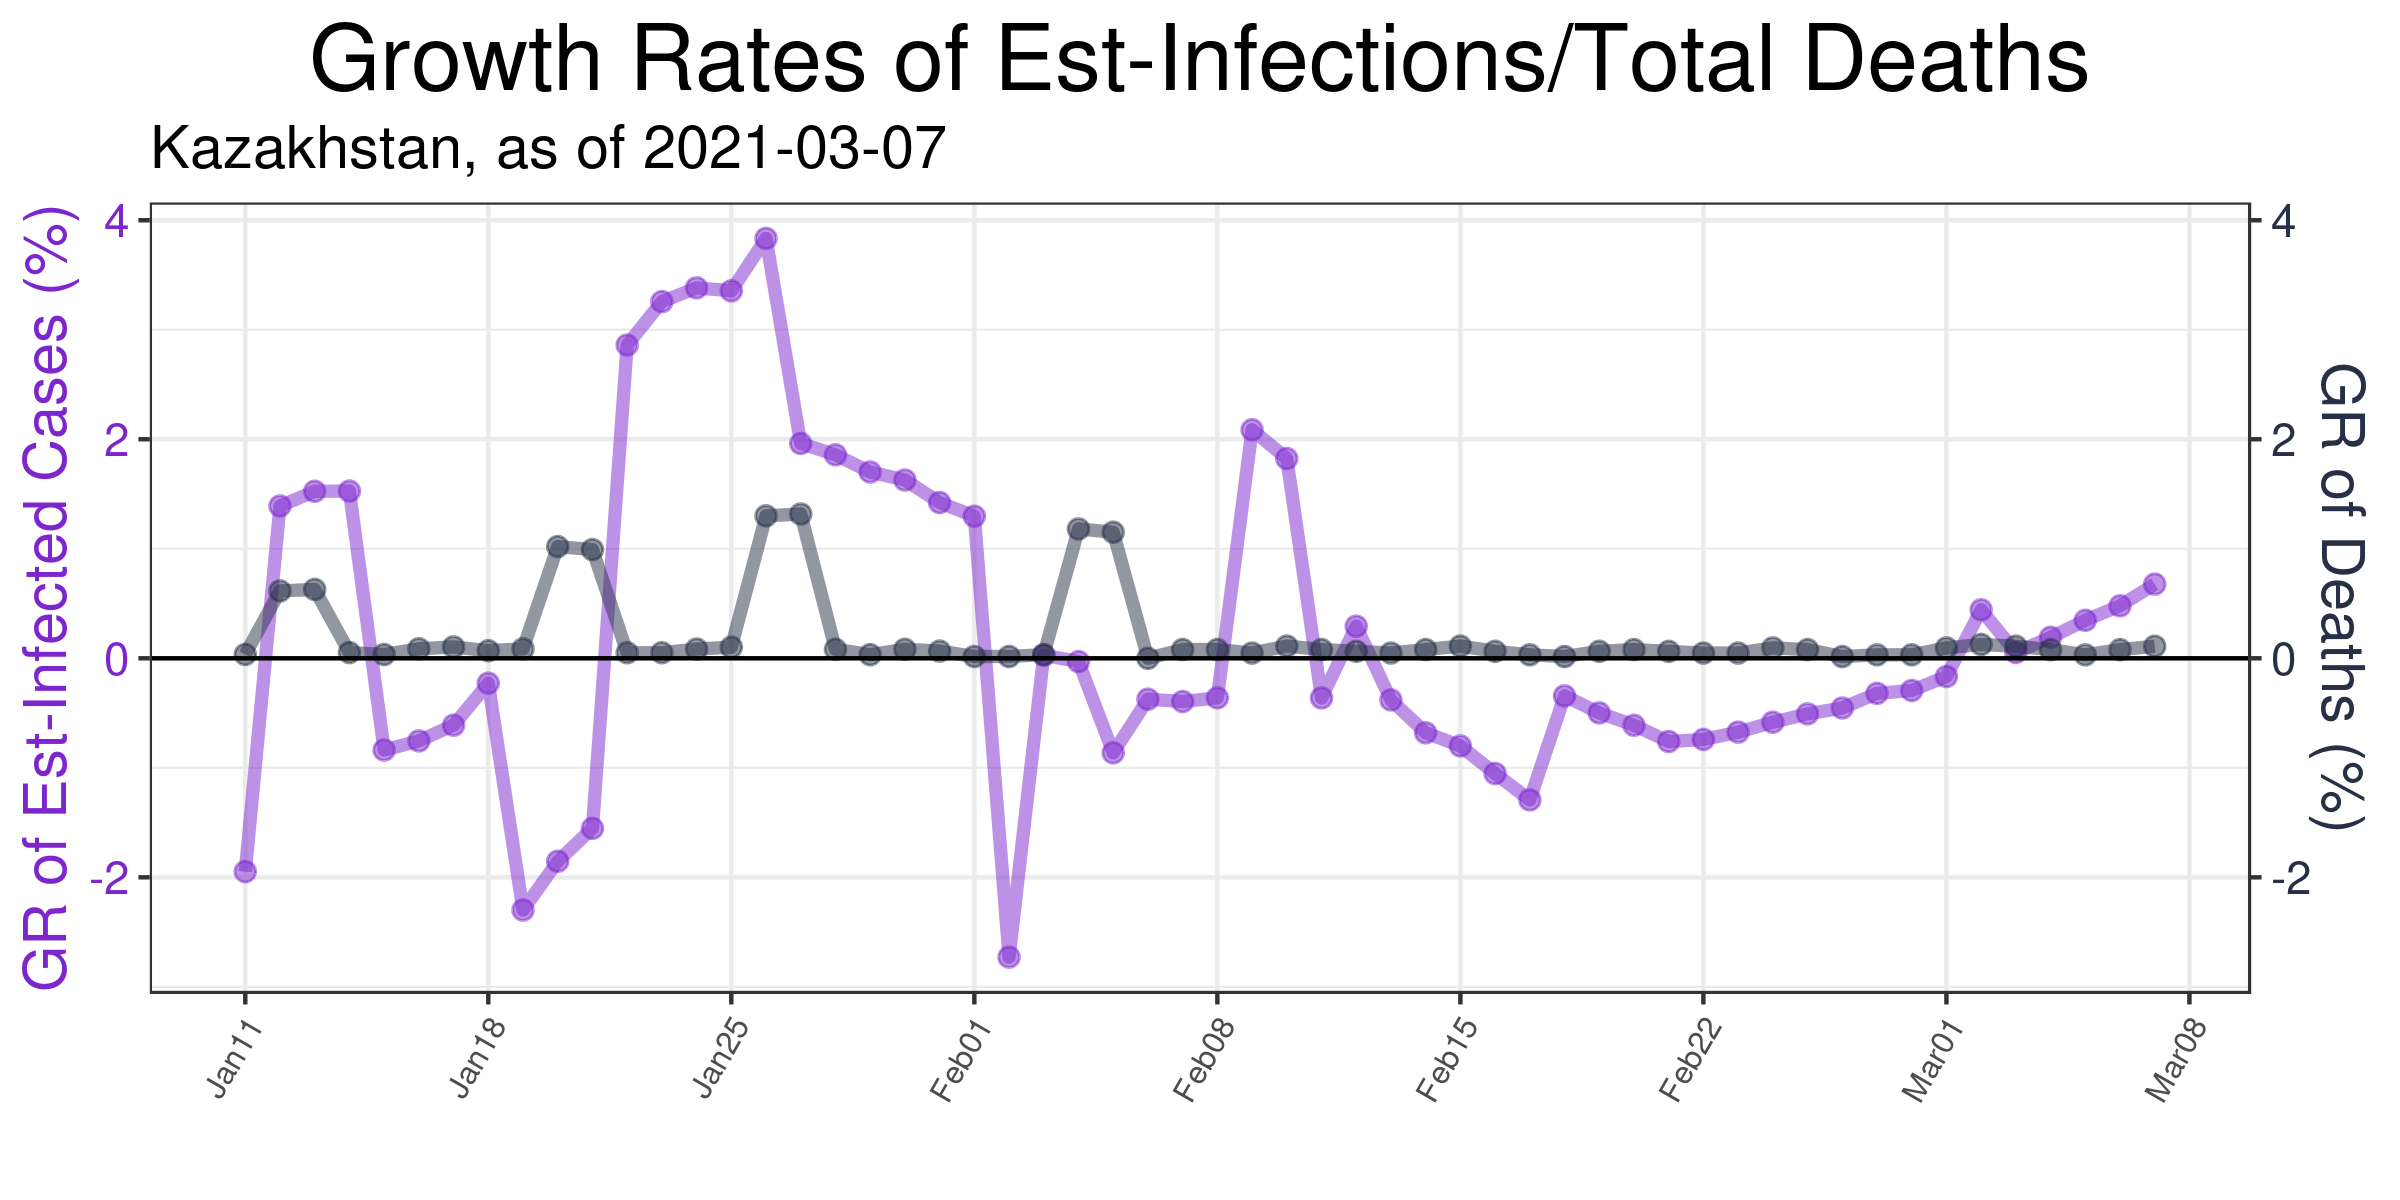 Growth Rates of Est-Infections/Total Deaths
Kazakhstan, as of 2021-03-07
GR of Est-Infected Cases (%)
4
2
0
-2
4
2
0
-2
GR of Deaths (%)
Jan11
Jan18
Jan25
Feb01
Feb08
Feb15
Feb22
Mar01
Mar08